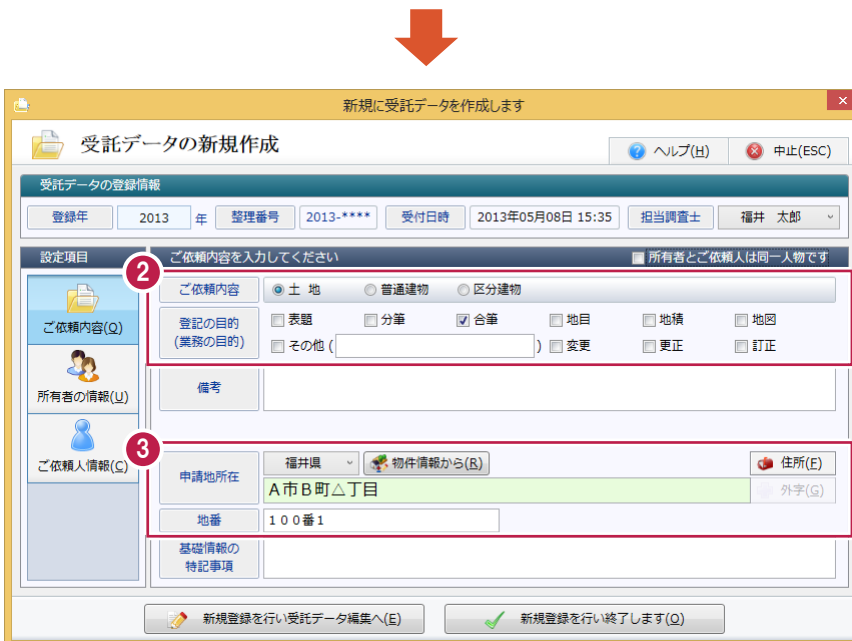 新規に受託データを作成します
受託データの新規作成
ヘルプ(H)
中止(ESC)
受託データの登録情報
登録年 2013 年 整理番号 2013-**** 受付日時 2013年05月08日 15:35 担当調査士 福井 太郎
設定項目
ご依頼内容を入力してください
所有者とご依頼人は同一人物です
ご依頼内容(Q)
所有者の情報(U)
ご依頼人情報(C)
2
ご依頼内容 土 地 普通建物 区分建物
登記の目的
(業務の目的)
表題 分筆 合筆 地目 地積 地図
その他 ( ) 変更 更正 訂正
備考
3
申請地所在
福井県 物件情報から(R) 住所(F)
A市B町△丁目 外字(G)
地番 100番1
基礎情報の
特記事項
新規登録を行い受託データ編集へ(E) 新規登録を行い終了します(O)